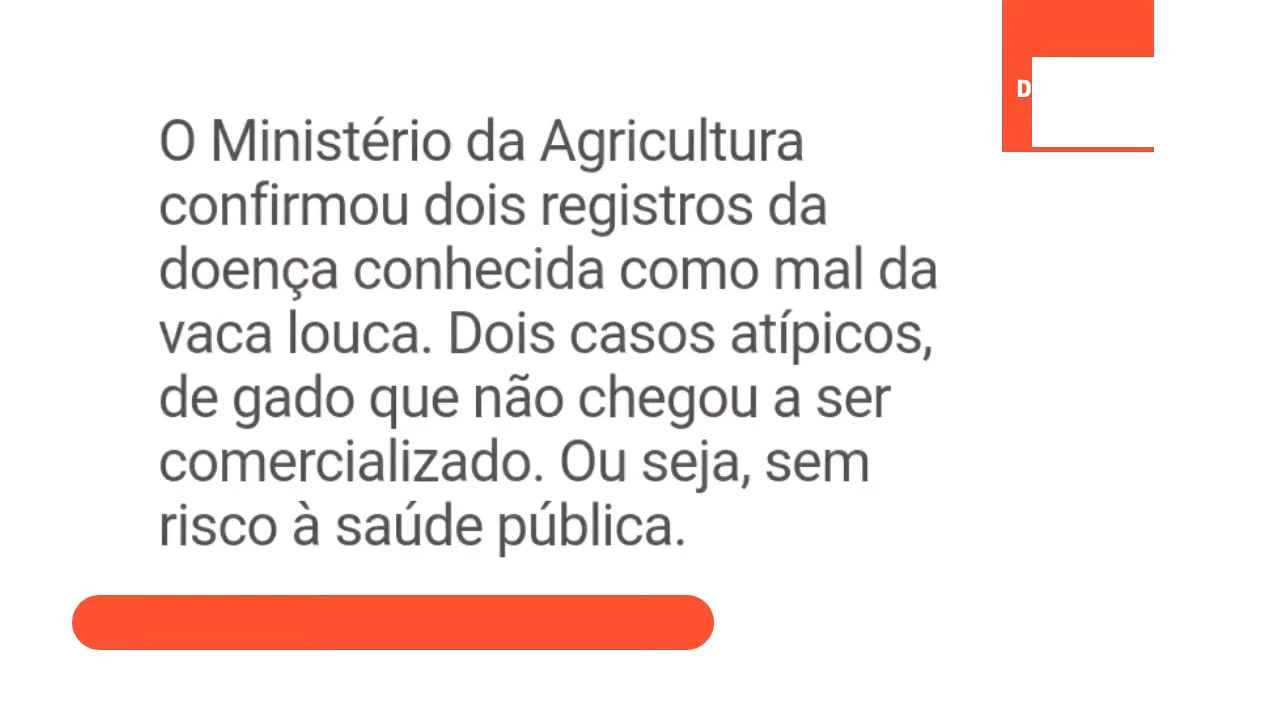 O Ministério da Agricultura
confirmou dois registros da
doença conhecida como mal da
vaca louca. Dois casos atípicos,
de gado que não chegou a ser
comercializado. Ou seja, sem
risco à saúde pública.